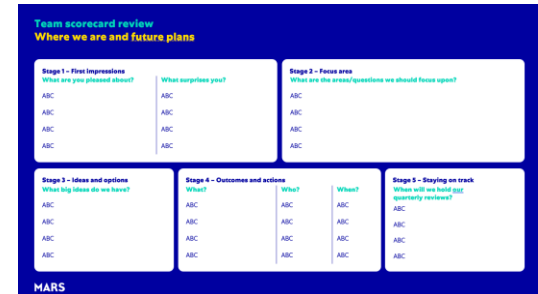 Team scorecard review
Where we are and future plans
Stage 1 – First impressions
What are you pleased about?
What surprises you?
ABC
ABC
ABC
ABC
ABC
ABC
ABC
ABC
Stage 2 – Focus area
What are the areas/questions we should focus upon?
ABC
ABC
ABC
ABC
Stage 3 – Ideas and options
What big ideas do we have?
ABC
ABC
ABC
ABC
Stage 4 – Outcomes and actions
What?
Who?
When?
ABC
ABC
ABC
ABC
ABC
ABC
ABC
ABC
ABC
ABC
ABC
ABC
Stage 5 – Staying on track
When will we hold our
quarterly reviews?
ABC
ABC
ABC
ABC
MARS